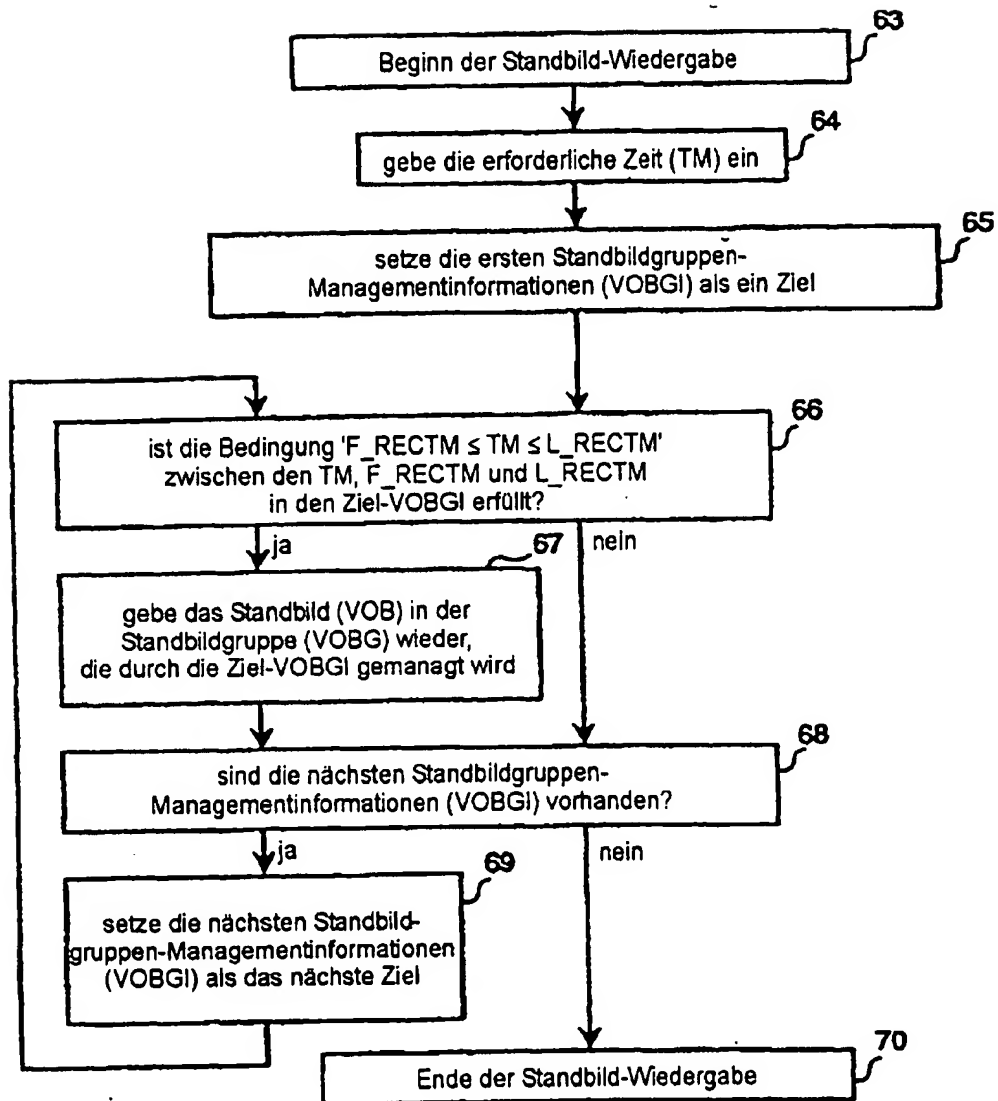 63
Beginn der Standbild-Wiedergabe
64
gebe die erforderliche Zeit (TM) ein
65
setze die ersten Standbildgruppen-
Managementinformationen (VOBGI) als ein Ziel
66
ist die Bedingung 'F_RECTM ≤ TM ≤ L_RECTM'
zwischen den TM, F_RECTM und L_RECTM
in den Ziel-VOBGI erfüllt?
ja
nein
67
gebe das Standbild (VOB) in der
Standbildgruppe (VOBG) wieder,
die durch die Ziel-VOBGI gemanagt wird
68
sind die nächsten Standbildgruppen-
Managementinformationen (VOBGI) vorhanden?
ja
nein
69
setze die nächsten Standbild-
gruppen-Managementinformationen
(VOBGI) als das nächste Ziel
70
Ende der Standbild-Wiedergabe